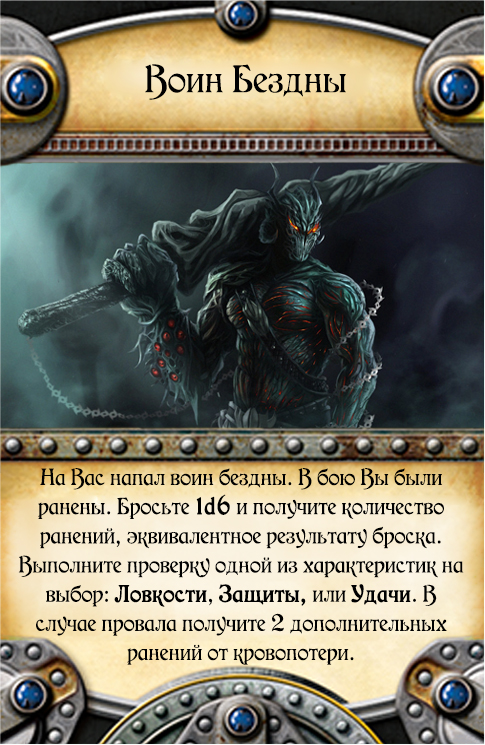 Воин Бездны
На Вас напал воин бездны. В бою Вы были
ранены. Бросьте 1d6 и получите количество
ранений, эквивалентное результату броска.
Выполните проверку одной из характеристик на
выбор: Ловкости, Защиты, или Удачи. В
случае провала получите 2 дополнительных
ранений от кровопотери.